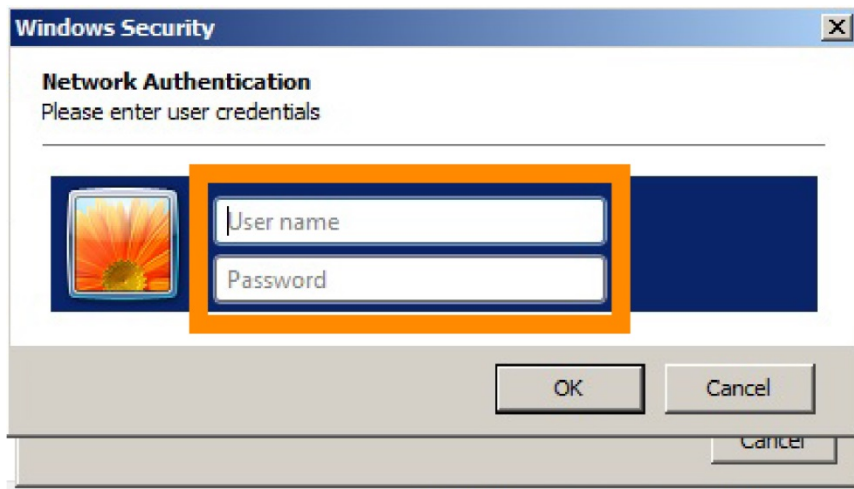 Windows Security
Network Authentication
Please enter user credentials
User name
Password
OK
Cancel
Cancel